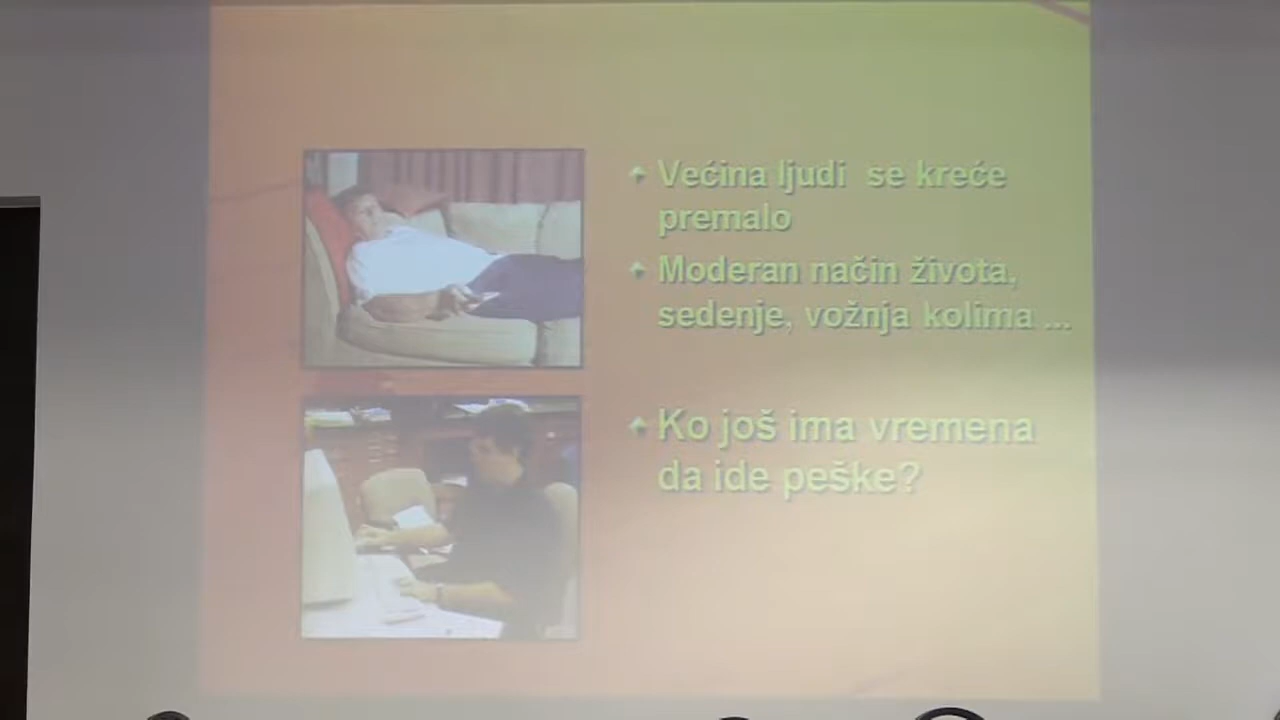 Većina ljudi se kreće
premalo
Moderan način života,
sedenje, vožnja kolima ...
Ko još ima vremena
da ide peške?